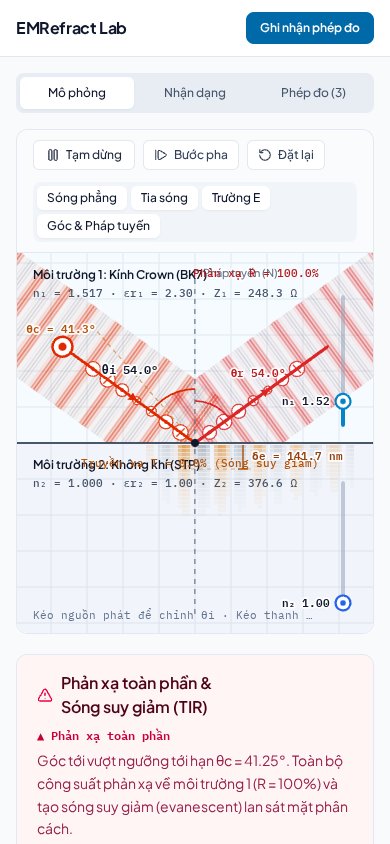 EMRefract Lab
Ghi nhận phép đo
Mô phỏng
Nhận dạng
Phép đo (3)
Tạm dừng
Bước pha
Đặt lại
Sóng phẳng
Tia sóng
Trường E
Góc & Pháp tuyến
Môi trường 1: Kính Crown (BK7)
Phản xạ R = 100.0%
n₁ = 1.517 · εr₁ = 2.30 · Z₁ = 248.3 Ω
θc = 41.3°
θi 54.0°
θr 54.0°
n₁ 1.52
δe = 141.7 nm
Môi trường 2: Không khí (STP)
(Sóng suy giảm)
n₂ = 1.000 · εr₂ = 1.00 · Z₂ = 376.6 Ω
n₂ 1.00
Kéo nguồn phát để chỉnh θi · Kéo thanh …
Phản xạ toàn phần &
Sóng suy giảm (TIR)
▲ Phản xạ toàn phần
Góc tới vượt ngưỡng tới hạn θc = 41.25°. Toàn bộ
công suất phản xạ về môi trường 1 (R = 100%) và
tạo sóng suy giảm (evanescent) lan sát mặt phân
cách.